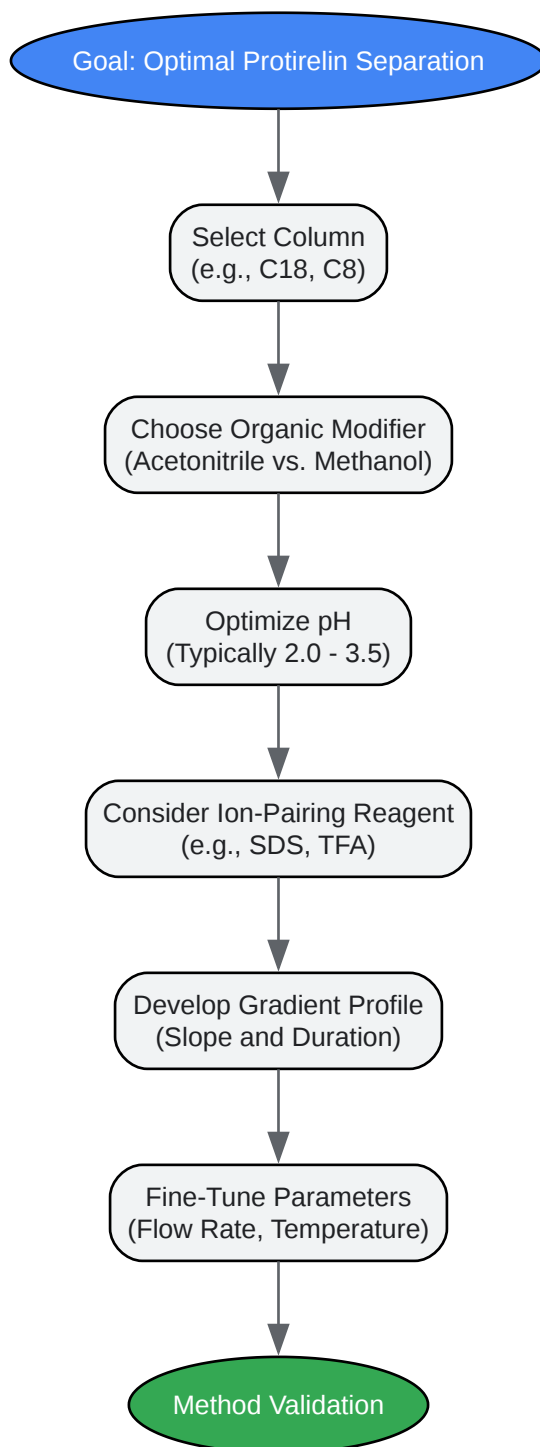 Goal: Optimal Protirelin Separation
Select Column
(e.g., C18, C8)
Choose Organic Modifier
(Acetonitrile vs. Methanol)
Optimize pH
(Typically 2.0 - 3.5)
Consider Ion-Pairing Reagent
(e.g., SDS, TFA)
Develop Gradient Profile
(Slope and Duration)
Fine-Tune Parameters
(Flow Rate, Temperature)
Method Validation